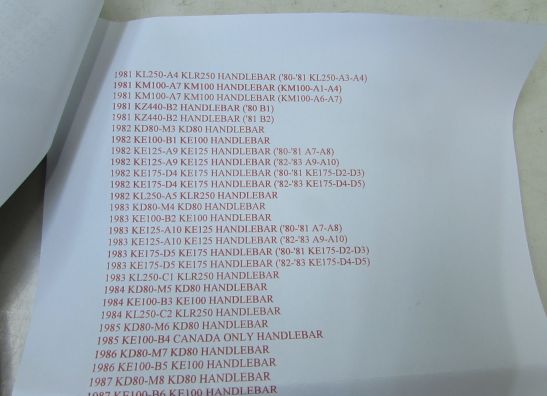 1981 KL250-A4 KLR250 HANDLEBAR ('80-'81 KL250-A3-A4)
1981 KM100-A7 KM100 HANDLEBAR (KM100-A1-A4)
1981 KM100-A7 KM100 HANDLEBAR (KM100-A6-A7)
1981 KZ440-B2 HANDLEBAR ('80 B1)
1981 KZ440-B2 HANDLEBAR ('81 B2)
1982 KD80-M3 KD80 HANDLEBAR
1982 KE100-B1 KE100 HANDLEBAR
1982 KE125-A9 KE125 HANDLEBAR ('80-'81 A7-A8)
1982 KE125-A9 KE125 HANDLEBAR ('82-'83 A9-A10)
1982 KE175-D4 KE175 HANDLEBAR ('80-'81 KE175-D2-D3)
1982 KE175-D4 KE175 HANDLEBAR ('82-'83 KE175-D4-D5)
1982 KL250-A5 KLR250 HANDLEBAR
1983 KD80-M4 KD80 HANDLEBAR
1983 KE100-B2 KE100 HANDLEBAR
1983 KE125-A10 KE125 HANDLEBAR ('80-'81 A7-A8)
1983 KE125-A10 KE125 HANDLEBAR ('82-'83 A9-A10)
1983 KE175-D5 KE175 HANDLEBAR ('80-'81 KE175-D2-D3)
1983 KE175-D5 KE175 HANDLEBAR ('82-'83 KE175-D4-D5)
1983 KL250-C1 KLR250 HANDLEBAR
1984 KD80-M5 KD80 HANDLEBAR
1984 KE100-B3 KE100 HANDLEBAR
1984 KL250-C2 KLR250 HANDLEBAR
1985 KD80-M6 KD80 HANDLEBAR
1985 KE100-B4 CANADA ONLY HANDLEBAR
1986 KD80-M7 KD80 HANDLEBAR
1986 KE100-B5 KE100 HANDLEBAR
1987 KD80-M8 KD80 HANDLEBAR
1987 KE100-B6 KE100 HANDLEBAR